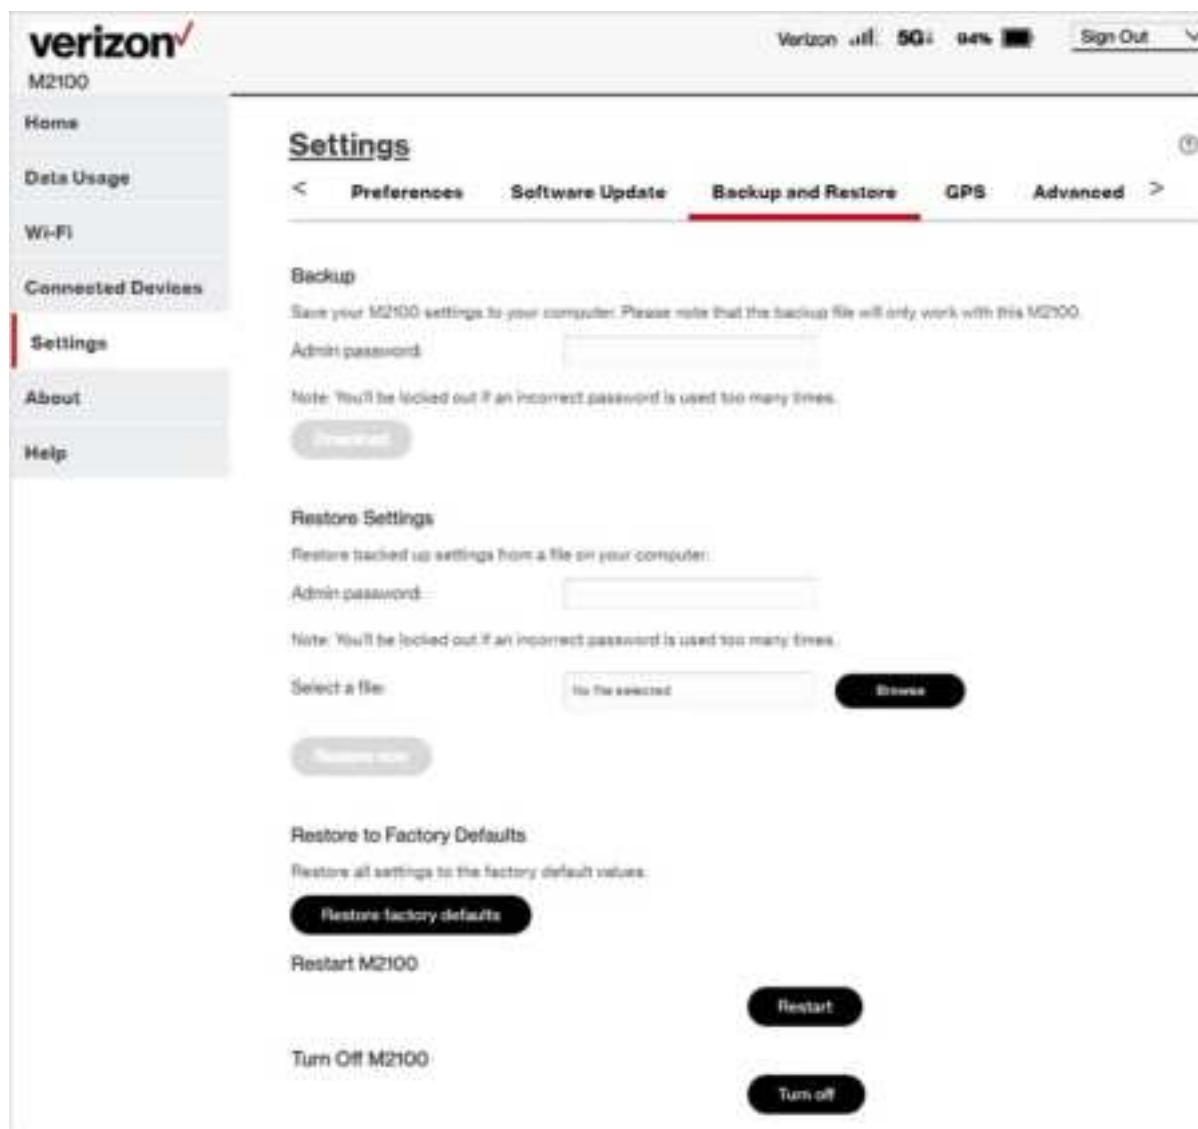 verizon
Verizon 5G 94% Sign Out
M2100
Home
Data Usage
Wi-Fi
Connected Devices
Settings
About
Help
Settings
< Preferences Software Update Backup and Restore GPS Advanced >
Backup
Save your M2100 settings to your computer. Please note that the backup file will only work with this M2100.
Admin password:
Note: You'll be locked out if an incorrect password is used too many times.
Download
Restore Settings
Restore backed up settings from a file on your computer.
Admin password:
Note: You'll be locked out if an incorrect password is used too many times.
Select a file: No file selected Browse
Restore now
Restore to Factory Defaults
Restore all settings to the factory default values.
Restore factory defaults
Restart M2100
Restart
Turn Off M2100
Turn off